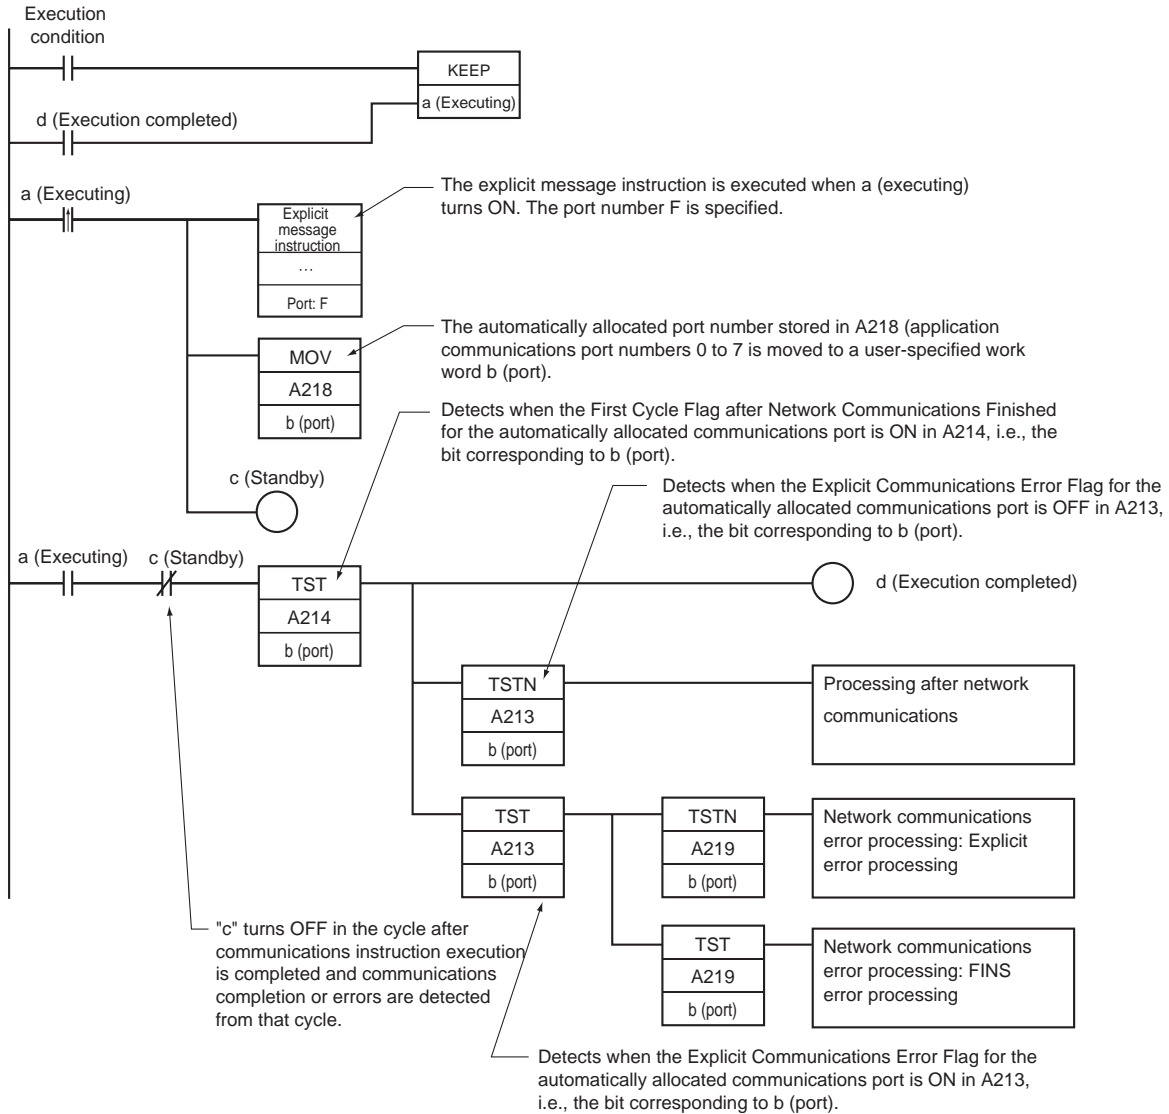 Execution
condition
KEEP
a (Executing)
d (Execution completed)
a (Executing)
The explicit message instruction is executed when a (executing)
turns ON. The port number F is specified.
Explicit
message
instruction
...
Port: F
The automatically allocated port number stored in A218 (application
communications port numbers 0 to 7 is moved to a user-specified work
word b (port).
MOV
A218
b (port)
Detects when the First Cycle Flag after Network Communications Finished
for the automatically allocated communications port is ON in A214, i.e., the
bit corresponding to b (port).
c (Standby)
Detects when the Explicit Communications Error Flag for the
automatically allocated communications port is OFF in A213,
i.e., the bit corresponding to b (port).
a (Executing)
c (Standby)
TST
A214
b (port)
d (Execution completed)
TSTN
A213
b (port)
Processing after network
communications
TST
A213
b (port)
TSTN
A219
b (port)
Network communications
error processing: Explicit
error processing
"c" turns OFF in the cycle after
communications instruction execution
is completed and communications
completion or errors are detected
from that cycle.
TST
A219
b (port)
Network communications
error processing: FINS
error processing
Detects when the Explicit Communications Error Flag for the
automatically allocated communications port is ON in A213,
i.e., the bit corresponding to b (port).